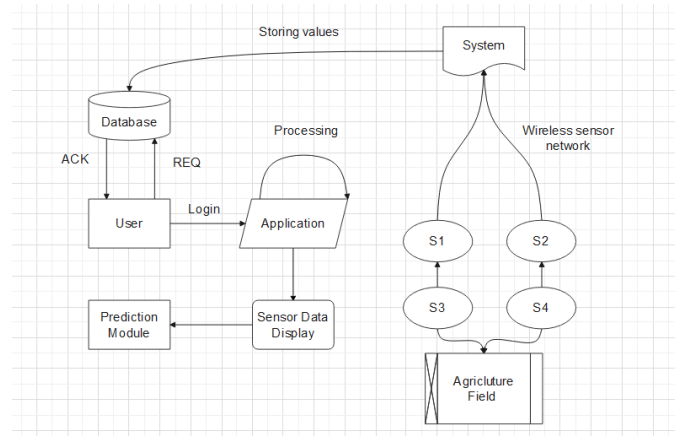 Storing values
System
Database
Processing
Wireless sensor
network
ACK
REQ
Login
User
Application
S1
S2
S3
S4
Prediction
Module
Sensor Data
Display
Agricluture
Field